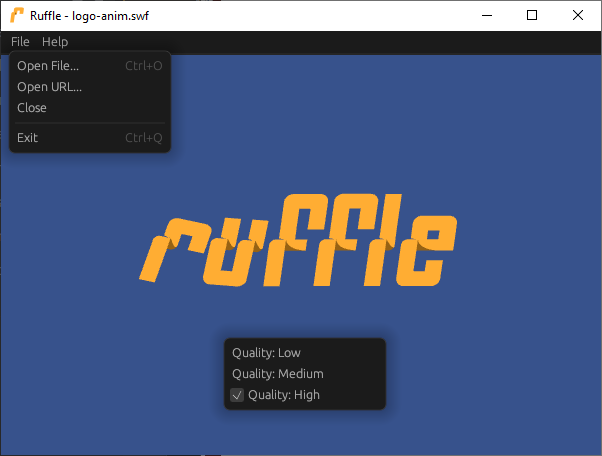 Ruffle - logo-anim.swf
File Help
Open File... Ctrl+O
Open URL...
Close
Exit Ctrl+Q
ruffle
Quality: Low
Quality: Medium
Quality: High